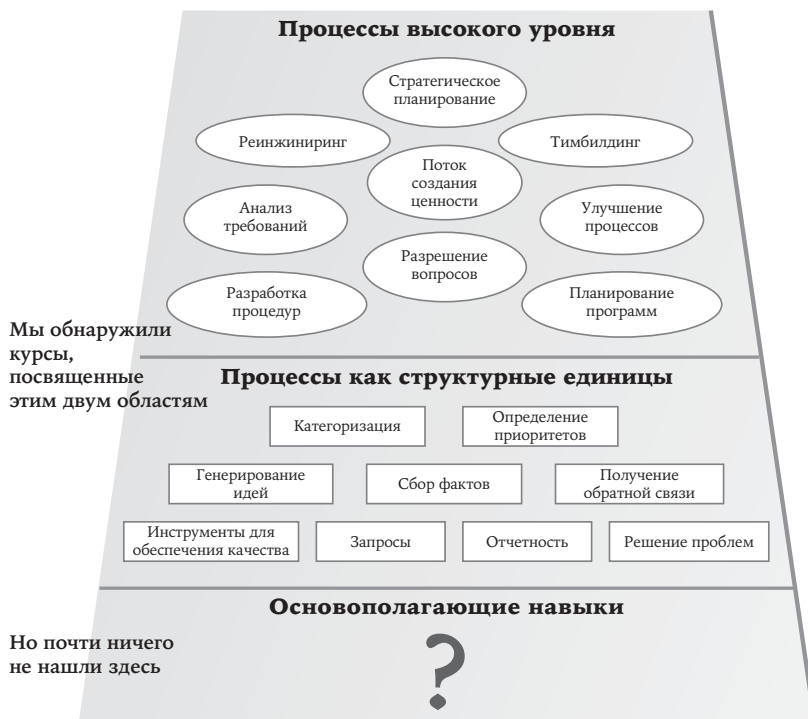 Процессы высокого уровня
Стратегическое
планирование
Реинжиниринг
Тимбилдинг
Поток
создания
ценности
Анализ
требований
Улучшение
процессов
Разрешение
вопросов
Разработка
процедур
Планирование
программ
Мы обнаружили
курсы,
посвященные
этим двум областям
Процессы как структурные единицы
Категоризация
Определение
приоритетов
Генерирование
идей
Сбор фактов
Получение
обратной связи
Инструменты для
обеспечения качества
Запросы
Отчетность
Решение проблем
Основополагающие навыки
Но почти ничего
не нашли здесь
?